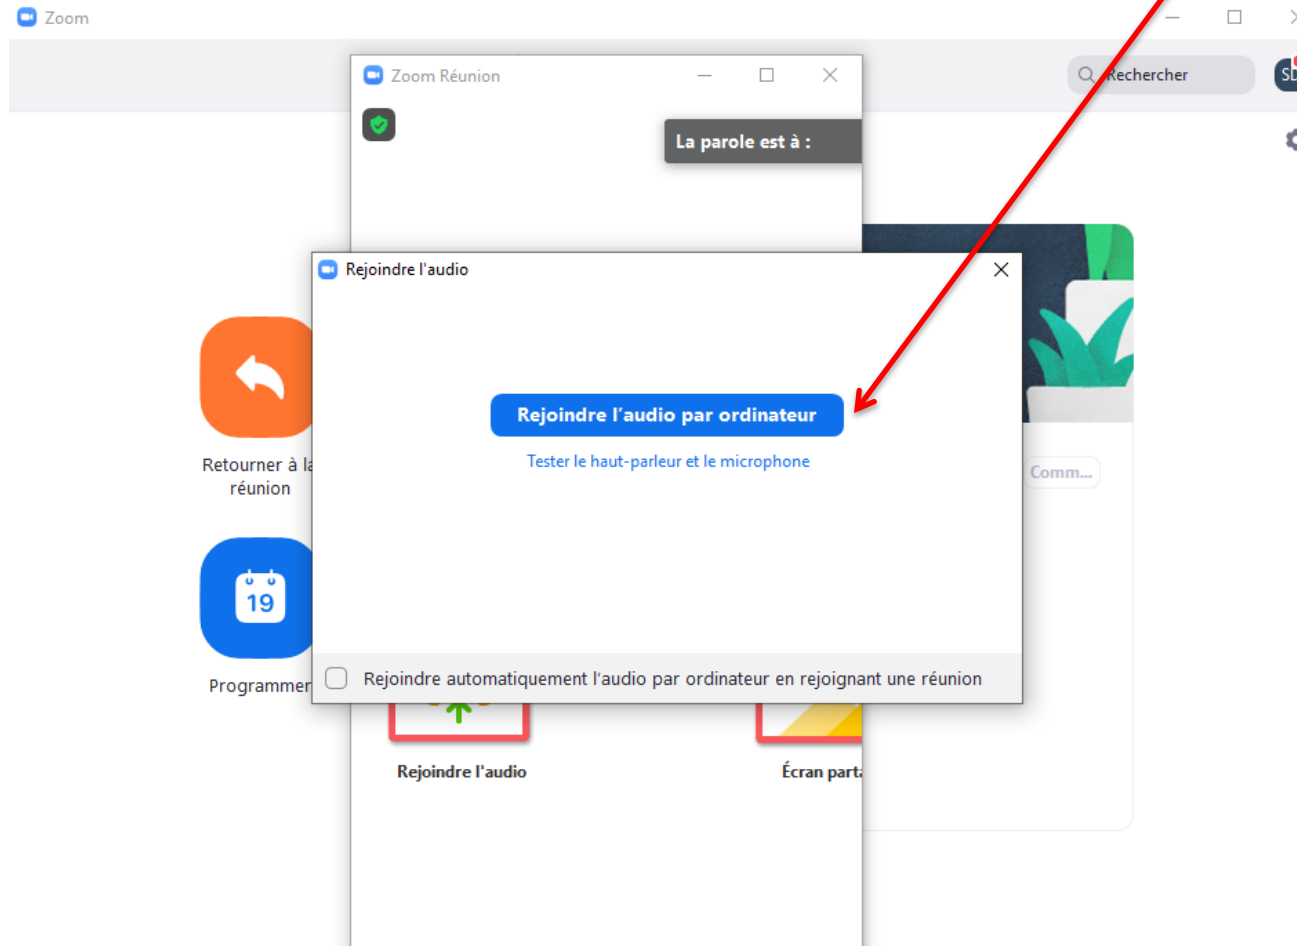 Zoom
Rechercher
SD
Zoom Réunion
La parole est à :
Rejoindre l'audio
Rejoindre l'audio par ordinateur
Tester le haut-parleur et le microphone
Retourner à la
réunion
Comm...
19
Programmer
Rejoindre automatiquement l'audio par ordinateur en rejoignant une réunion
Rejoindre l'audio
Écran parta